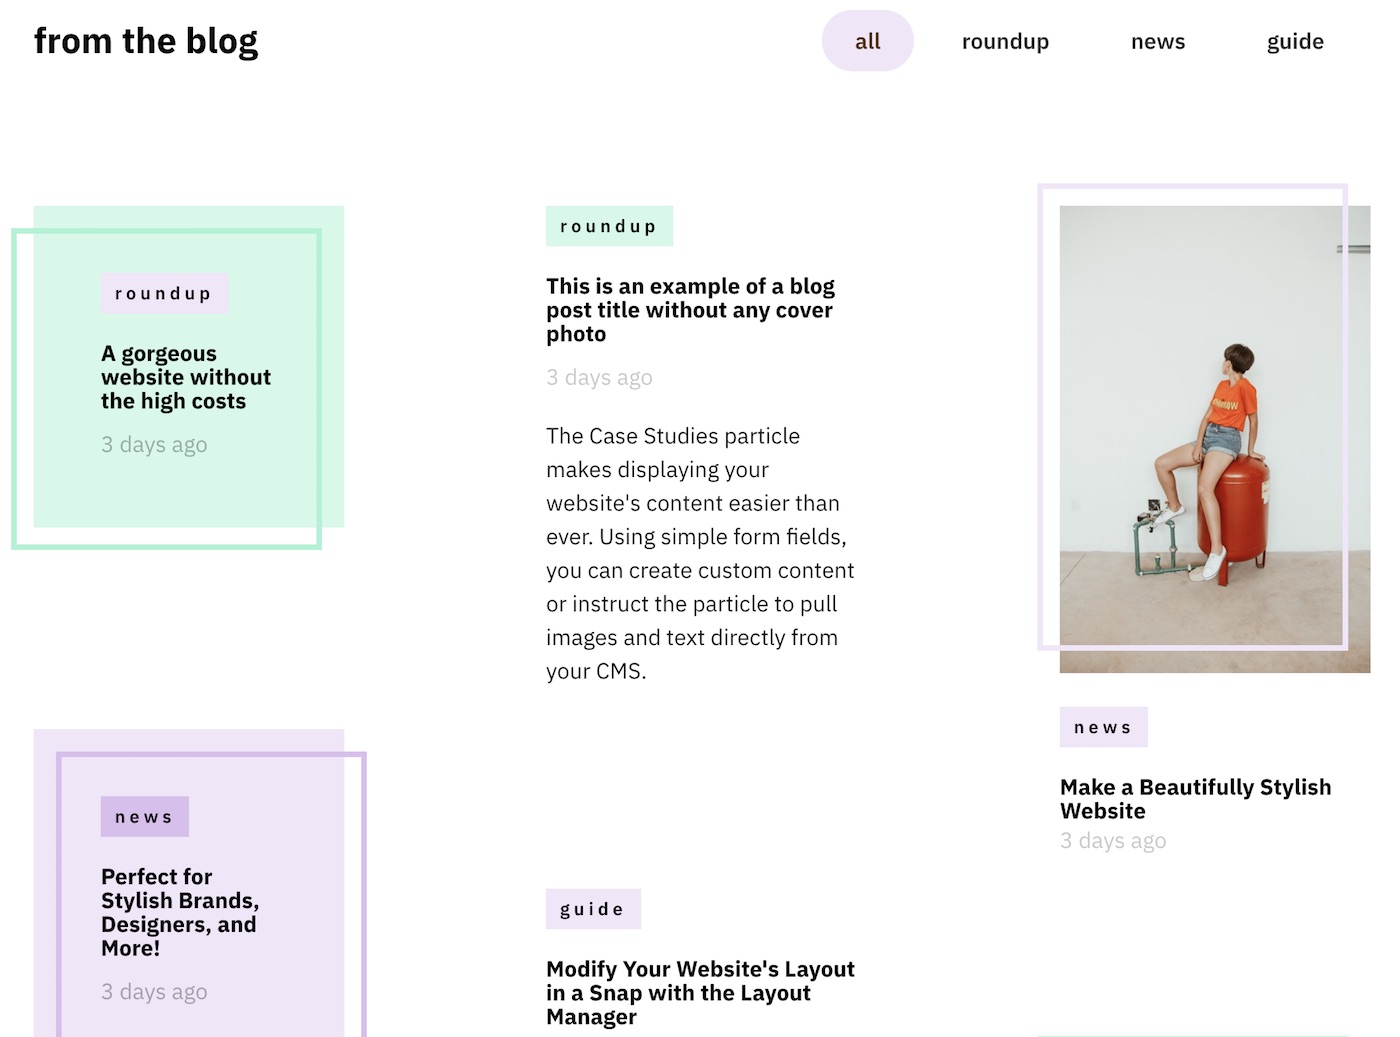 from the blog
all
roundup
news
guide
roundup
A gorgeous
website without
the high costs
3 days ago
roundup
This is an example of a blog
post title without any cover
photo
3 days ago
The Case Studies particle
makes displaying your
website's content easier than
ever. Using simple form fields,
you can create custom content
or instruct the particle to pull
images and text directly from
your CMS.
news
Make a Beautifully Stylish
Website
3 days ago
news
Perfect for
Stylish Brands,
Designers, and
More!
3 days ago
guide
Modify Your Website's Layout
in a Snap with the Layout
Manager